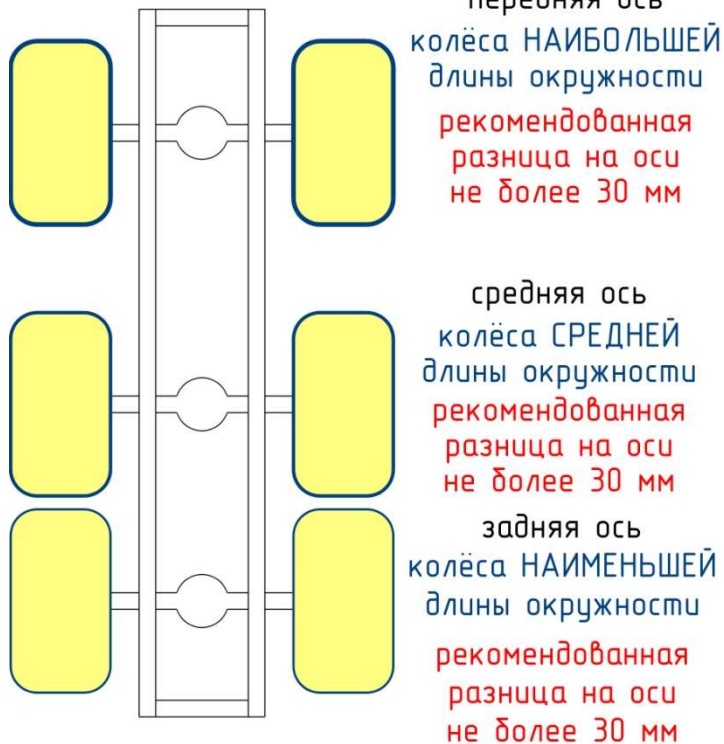 передняя ось
колёса НАИБОЛЬШЕЙ
длины окружности
рекомендованная
разница на оси
не более 30 мм
средняя ось
колёса СРЕДНЕЙ
длины окружности
рекомендованная
разница на оси
не более 30 мм
задняя ось
колёса НАИМЕНЬШЕЙ
длины окружности
рекомендованная
разница на оси
не более 30 мм